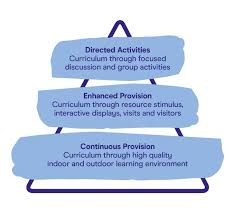 Directed Activities
Curriculum through focused
discussion and group activities
Enhanced Provision
Curriculum through resource stimulus,
interactive displays, visits and visitors
Continuous Provision
Curriculum through high quality
indoor and outdoor learning environment